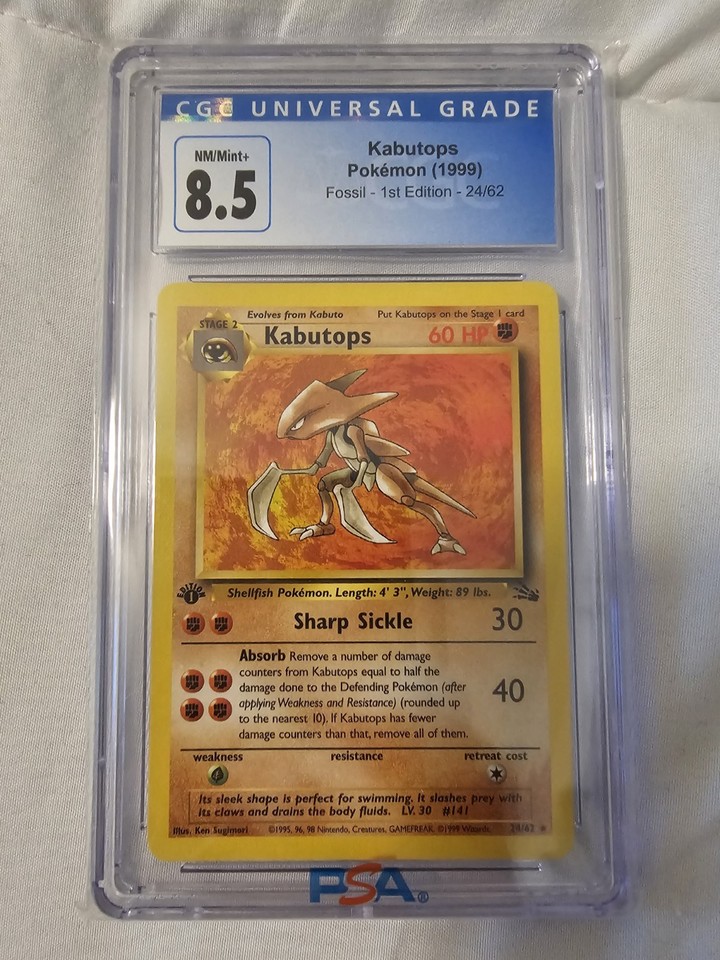 CGC UNIVERSAL GRADE
NM/Mint+
8.5
Kabutops
Pokémon (1999)
Fossil - 1st Edition - 24/62
STAGE 2
Evolves from Kabuto
Put Kabutops on the Stage 1 card
Kabutops
60 HP
EDITION
1
Shellfish Pokémon. Length: 4' 3", Weight: 89 lbs.
Sharp Sickle
30
Absorb Remove a number of damage
counters from Kabutops equal to half the
damage done to the Defending Pokémon (after
applying Weakness and Resistance) (rounded up
to the nearest 10). If Kabutops has fewer
damage counters than that, remove all of them.
40
weakness
resistance
retreat cost
Its sleek shape is perfect for swimming. It slashes prey with
its claws and drains the body fluids. LV. 30 #141
Illus. Ken Sugimori
©1995, 96, 98 Nintendo, Creatures, GAMEFREAK. ©1999 Wizards.
24/62 ★
PSA®